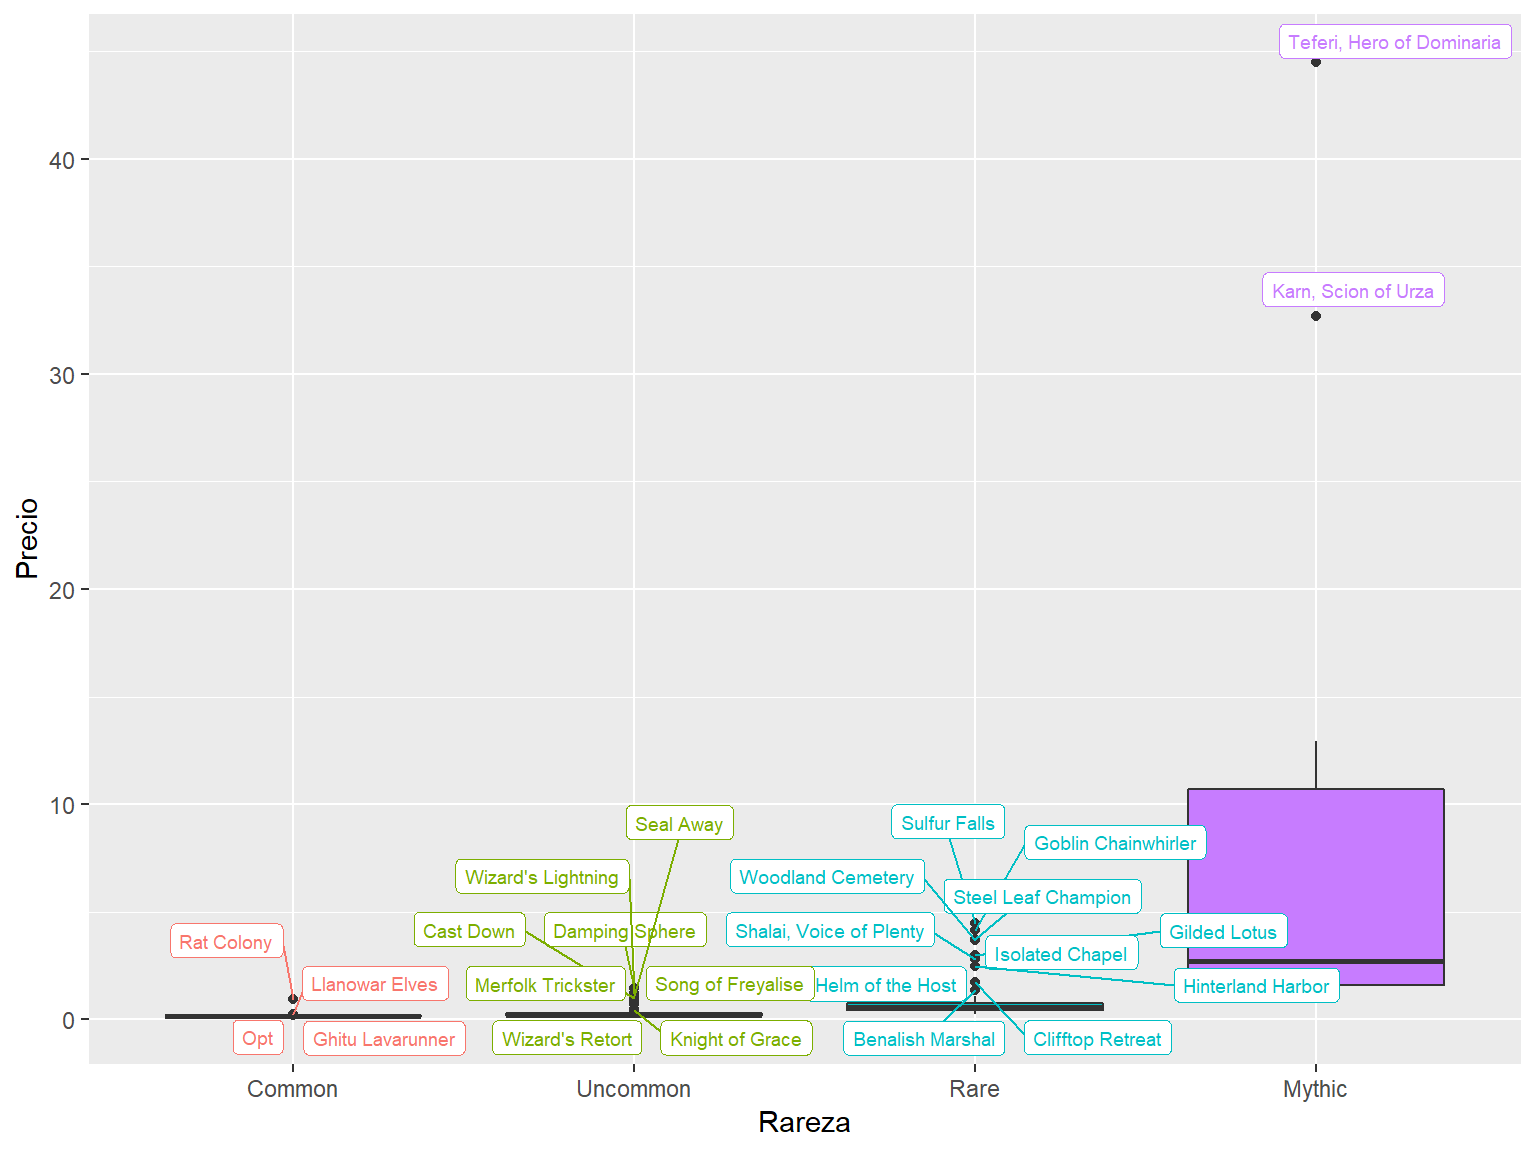 Teferi, Hero of Dominaria
40
Karn, Scion of Urza
30
Precio
20
10
Seal Away
Sulfur Falls
Goblin Chainwhirler
Wizard's Lightning
Woodland Cemetery
Steel Leaf Champion
Rat Colony
Cast Down
Damping Sphere
Shalai, Voice of Plenty
Gilded Lotus
Isolated Chapel
Llanowar Elves
Merfolk Trickster
Song of Freyalise
Helm of the Host
Hinterland Harbor
0
Opt
Ghitu Lavarunner
Wizard's Retort
Knight of Grace
Benalish Marshal
Clifftop Retreat
Common
Uncommon
Rare
Mythic
Rareza